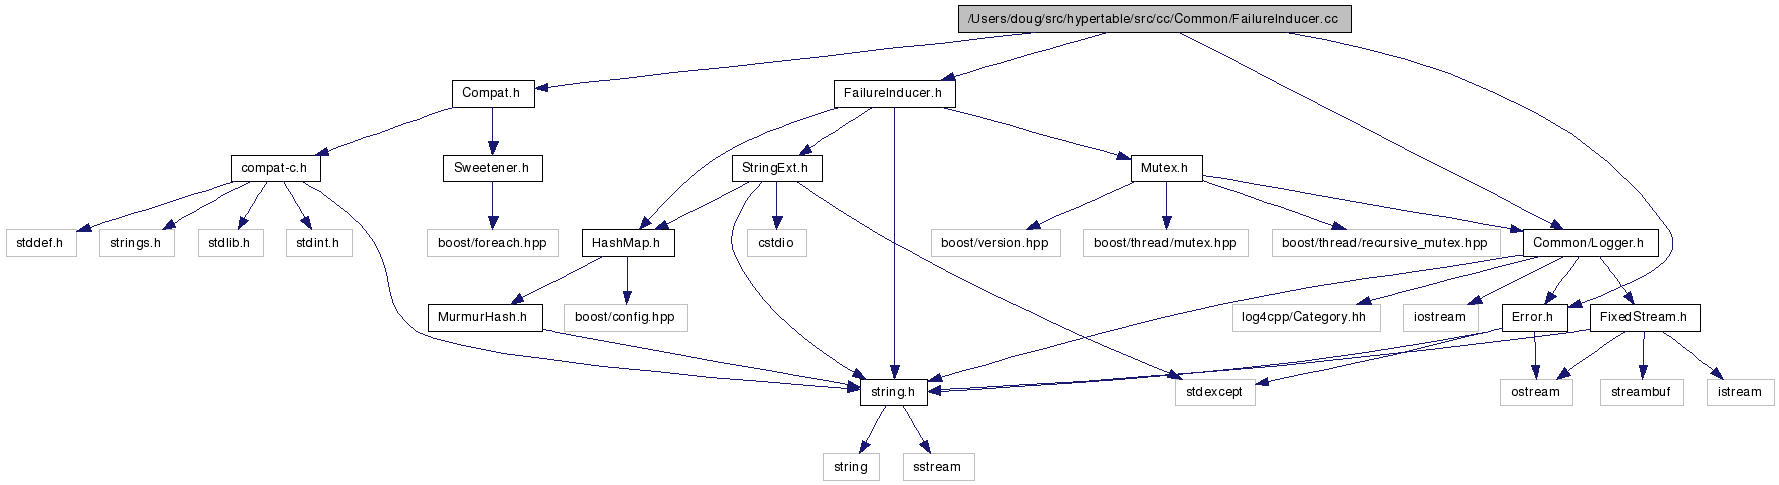 /Users/doug/src/hypertable/src/cc/Common/FailureInducer.cc
Compat.h
FailureInducer.h
compat-c.h
Sweetener.h
StringExt.h
Mutex.h
stddef.h
strings.h
stdlib.h
stdint.h
boost/foreach.hpp
HashMap.h
cstdio
boost/version.hpp
boost/thread/mutex.hpp
boost/thread/recursive_mutex.hpp
Common/Logger.h
MurmurHash.h
boost/config.hpp
log4cpp/Category.hh
iostream
Error.h
FixedStream.h
string.h
stdexcept
ostream
streambuf
istream
string
sstream